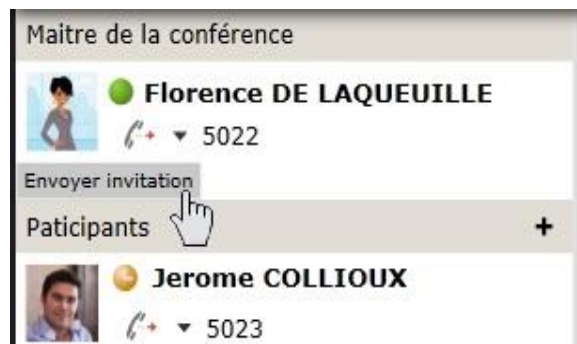 Maitre de la conférence
Florence DE LAQUEUILLE
5022
Envoyer invitation
Paticipants +
Jerome COLLIOUX
5023